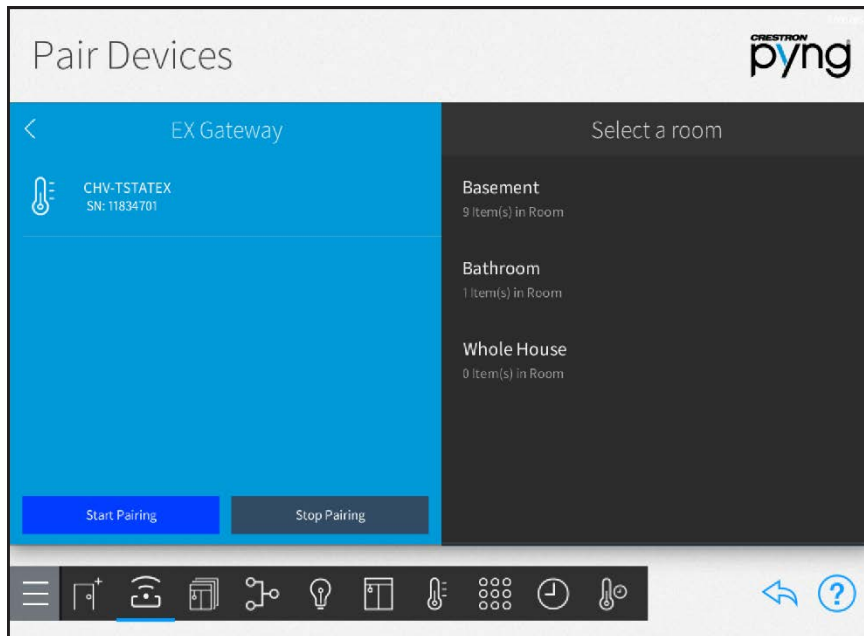 Pair Devices
CRESTRON
pyng
EX Gateway
Select a room
CHV-TSTATEX
SN: 11834701
Basement
9 Item(s) in Room
Bathroom
1 Item(s) in Room
Whole House
0 Item(s) in Room
Start Pairing
Stop Pairing
?